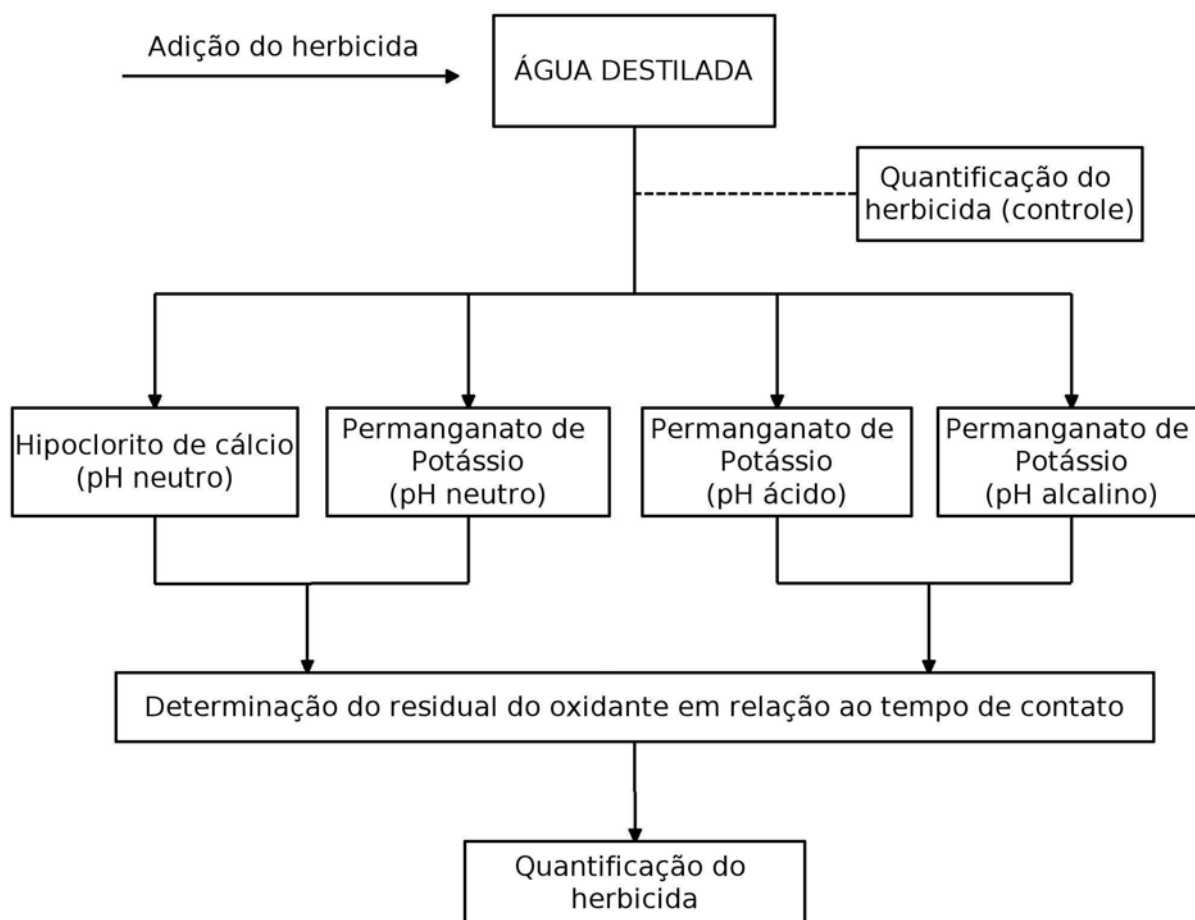 Adição do herbicida
ÁGUA DESTILADA
Quantificação do
herbicida (controle)
Hipoclorito de cálcio
(pH neutro)
Permanganato de
Potássio
(pH neutro)
Permanganato de
Potássio
(pH ácido)
Permanganato de
Potássio
(pH alcalino)
Determinação do residual do oxidante em relação ao tempo de contato
Quantificação do
herbicida